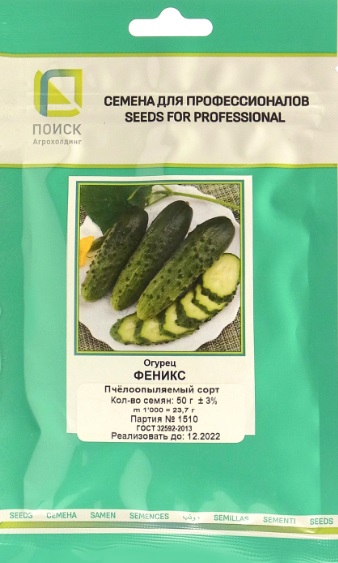 ПОИСК
Агрохолдинг
СЕМЕНА ДЛЯ ПРОФЕССИОНАЛОВ
SEEDS FOR PROFESSIONAL
Огурец
ФЕНИКС
Пчёлоопыляемый сорт
Кол-во семян: 50 г ± 3%
m 1'000 = 23,7 г
Партия № 1510
ГОСТ 32592-2013
Реализовать до: 12.2022
SEEDS СЕМЕНА SAMEN SEMENCES SEMILLAS SEMENTI SEEDS